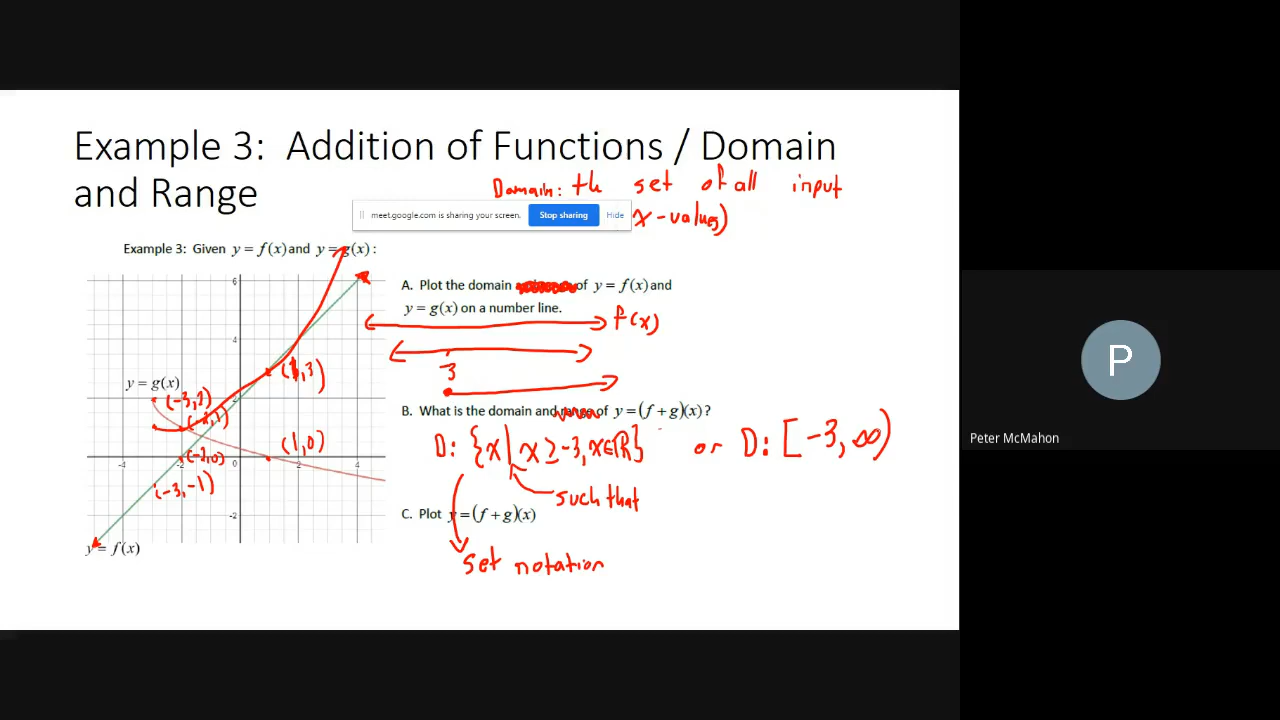 Example 3: Addition of Functions / Domain
and Range
Domain: the set of all input
x-values)
meet.google.com is sharing your screen. Stop sharing Hide
Example 3: Given y = f(x) and y = g(x) :
A. Plot the domain of y = f(x) and
y = g(x) on a number line.
f(x)
-3
B. What is the domain and range of y = (f + g)(x)?
D: {x | x ≥ -3, x ∈ ℝ} or D: [-3, ∞)
such that
C. Plot y = (f + g)(x)
set notation
6
4
2
y = g(x)
(-3,2)
(-2,1)
(1,3)
(1,0)
-4 -2 0 2 4
(-2,0)
(-3,-1)
-2
y = f(x)
P
Peter McMahon